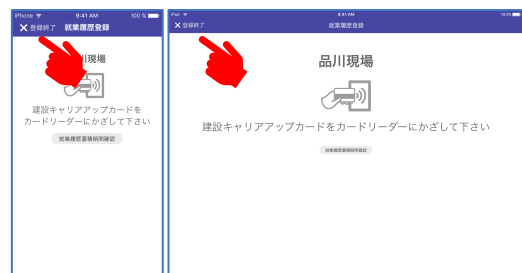 iPhone 9:41 AM 100 %
× 登録終了 就業履歴登録
川現場
建設キャリアアップカードを
カードリーダーにかざして下さい
就業履歴蓄積期間確認
iPad 9:41 AM 100%
× 登録終了 就業履歴登録
品川現場
建設キャリアアップカードをカードリーダーにかざして下さい
就業履歴蓄積期間確認